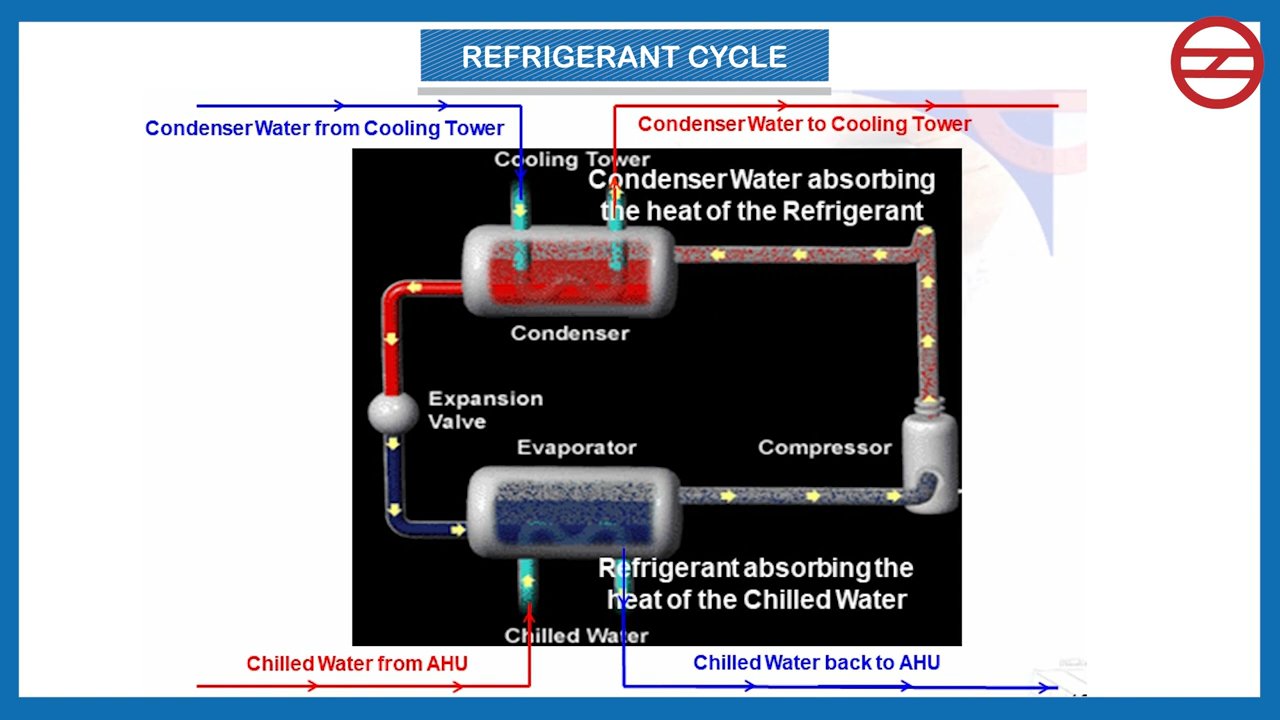 REFRIGERANT CYCLE
Condenser Water from Cooling Tower
Condenser Water to Cooling Tower
Cooling Tower
Condenser Water absorbing
the heat of the Refrigerant
Condenser
Expansion
Valve
Evaporator
Compressor
Refrigerant absorbing the
heat of the Chilled Water
Chilled Water
Chilled Water from AHU
Chilled Water back to AHU